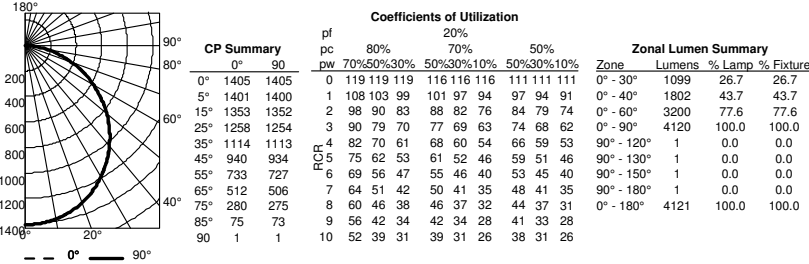 180°
90°
80°
60°
40°
200
400
600
800
1000
1200
1400
0°
20°
0°
90°
CP Summary
0° 90
0° 1405 1405
5° 1401 1400
15° 1353 1352
25° 1258 1254
35° 1114 1113
45° 940 934
55° 733 727
65° 512 506
75° 280 275
85° 75 73
90 1 1
Coefficients of Utilization
pf 20%
pc 80% 70% 50%
pw 70%50%30% 50%30%10% 50%30%10%
RCR
0 119 119 119 116 116 116 111 111 111
1 108 103 99 101 97 94 97 94 91
2 98 90 83 88 82 76 84 79 74
3 90 79 70 77 69 63 74 68 62
4 82 70 61 68 60 54 66 59 53
5 75 62 53 61 52 46 59 51 46
6 69 56 47 55 46 40 53 45 40
7 64 51 42 50 41 35 48 41 35
8 60 46 38 46 37 32 44 37 31
9 56 42 34 42 34 28 41 33 28
10 52 39 31 39 31 26 38 31 26
Zonal Lumen Summary
Zone Lumens % Lamp % Fixture
0° - 30° 1099 26.7 26.7
0° - 40° 1802 43.7 43.7
0° - 60° 3200 77.6 77.6
0° - 90° 4120 100.0 100.0
90° - 120° 1 0.0 0.0
90° - 130° 1 0.0 0.0
90° - 150° 1 0.0 0.0
90° - 180° 1 0.0 0.0
0° - 180° 4121 100.0 100.0